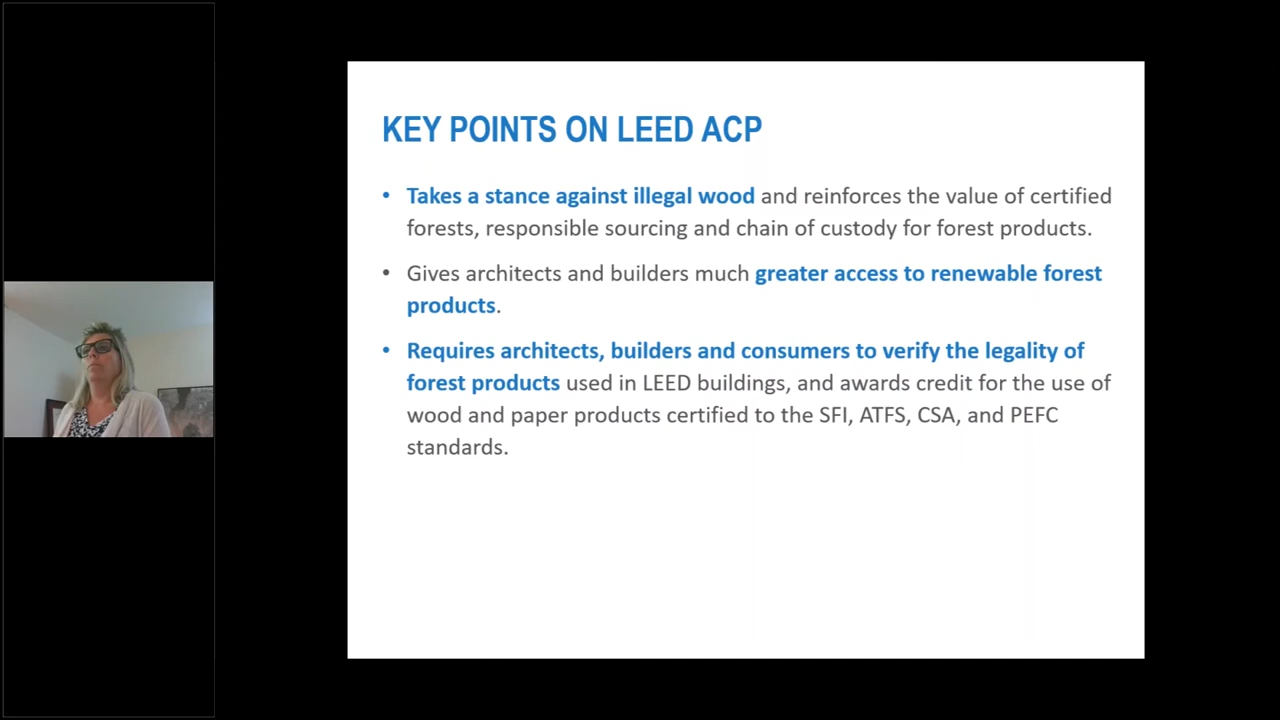 KEY POINTS ON LEED ACP
• Takes a stance against illegal wood and reinforces the value of certified
forests, responsible sourcing and chain of custody for forest products.
• Gives architects and builders much greater access to renewable forest
products.
• Requires architects, builders and consumers to verify the legality of
forest products used in LEED buildings, and awards credit for the use of
wood and paper products certified to the SFI, ATFS, CSA, and PEFC
standards.